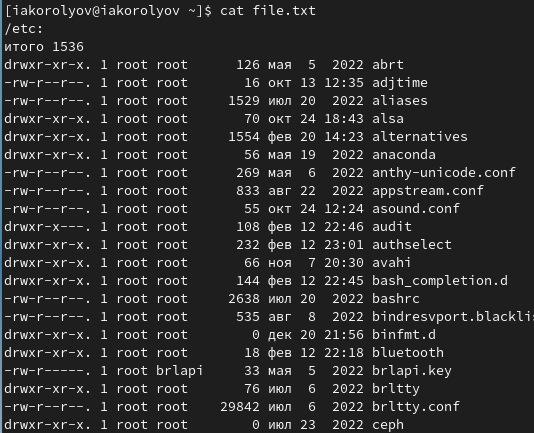 [iakorolyov@iakorolyov ~]$ cat file.txt
/etc:
итого 1536
drwxr-xr-x. 1 root root      126 мая  5  2022 abrt
-rw-r--r--. 1 root root       16 окт 13 12:35 adjtime
-rw-r--r--. 1 root root     1529 июл 20  2022 aliases
drwxr-xr-x. 1 root root       70 окт 24 18:43 alsa
drwxr-xr-x. 1 root root     1554 фев 20 14:23 alternatives
drwxr-xr-x. 1 root root       56 мая 19  2022 anaconda
-rw-r--r--. 1 root root      269 мая  6  2022 anthy-unicode.conf
-rw-r--r--. 1 root root      833 авг 22  2022 appstream.conf
-rw-r--r--. 1 root root       55 окт 24 12:24 asound.conf
drwxr-x---. 1 root root      108 фев 12 22:46 audit
drwxr-xr-x. 1 root root      232 фев 12 23:01 authselect
drwxr-xr-x. 1 root root       66 ноя  7 20:30 avahi
drwxr-xr-x. 1 root root      144 фев 12 22:45 bash_completion.d
-rw-r--r--. 1 root root     2638 июл 20  2022 bashrc
-rw-r--r--. 1 root root      535 авг  8  2022 bindresvport.blacklis
drwxr-xr-x. 1 root root        0 дек 20 21:56 binfmt.d
drwxr-xr-x. 1 root root       18 фев 12 22:18 bluetooth
-rw-r-----. 1 root brlapi     33 мая  5  2022 brlapi.key
drwxr-xr-x. 1 root root       76 июл  6  2022 brltty
-rw-r--r--. 1 root root    29842 июл  6  2022 brltty.conf
drwxr-xr-x. 1 root root        0 июл 23  2022 ceph